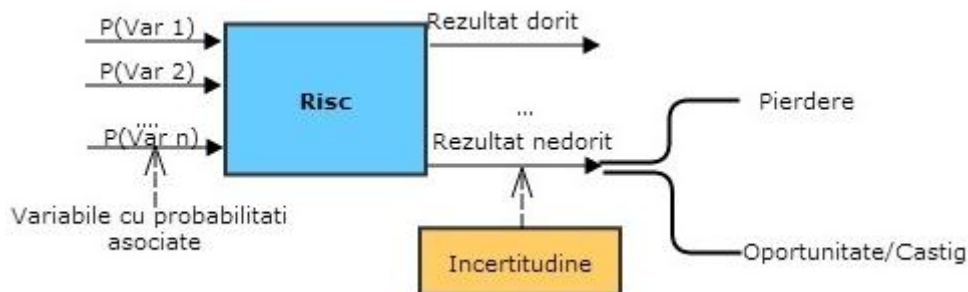 P(Var 1)
P(Var 2)
....
P(Var n)
Variabile cu probabilitati
asociate
Risc
Rezultat dorit
...
Rezultat nedorit
Incertitudine
Pierdere
Oportunitate/Castig